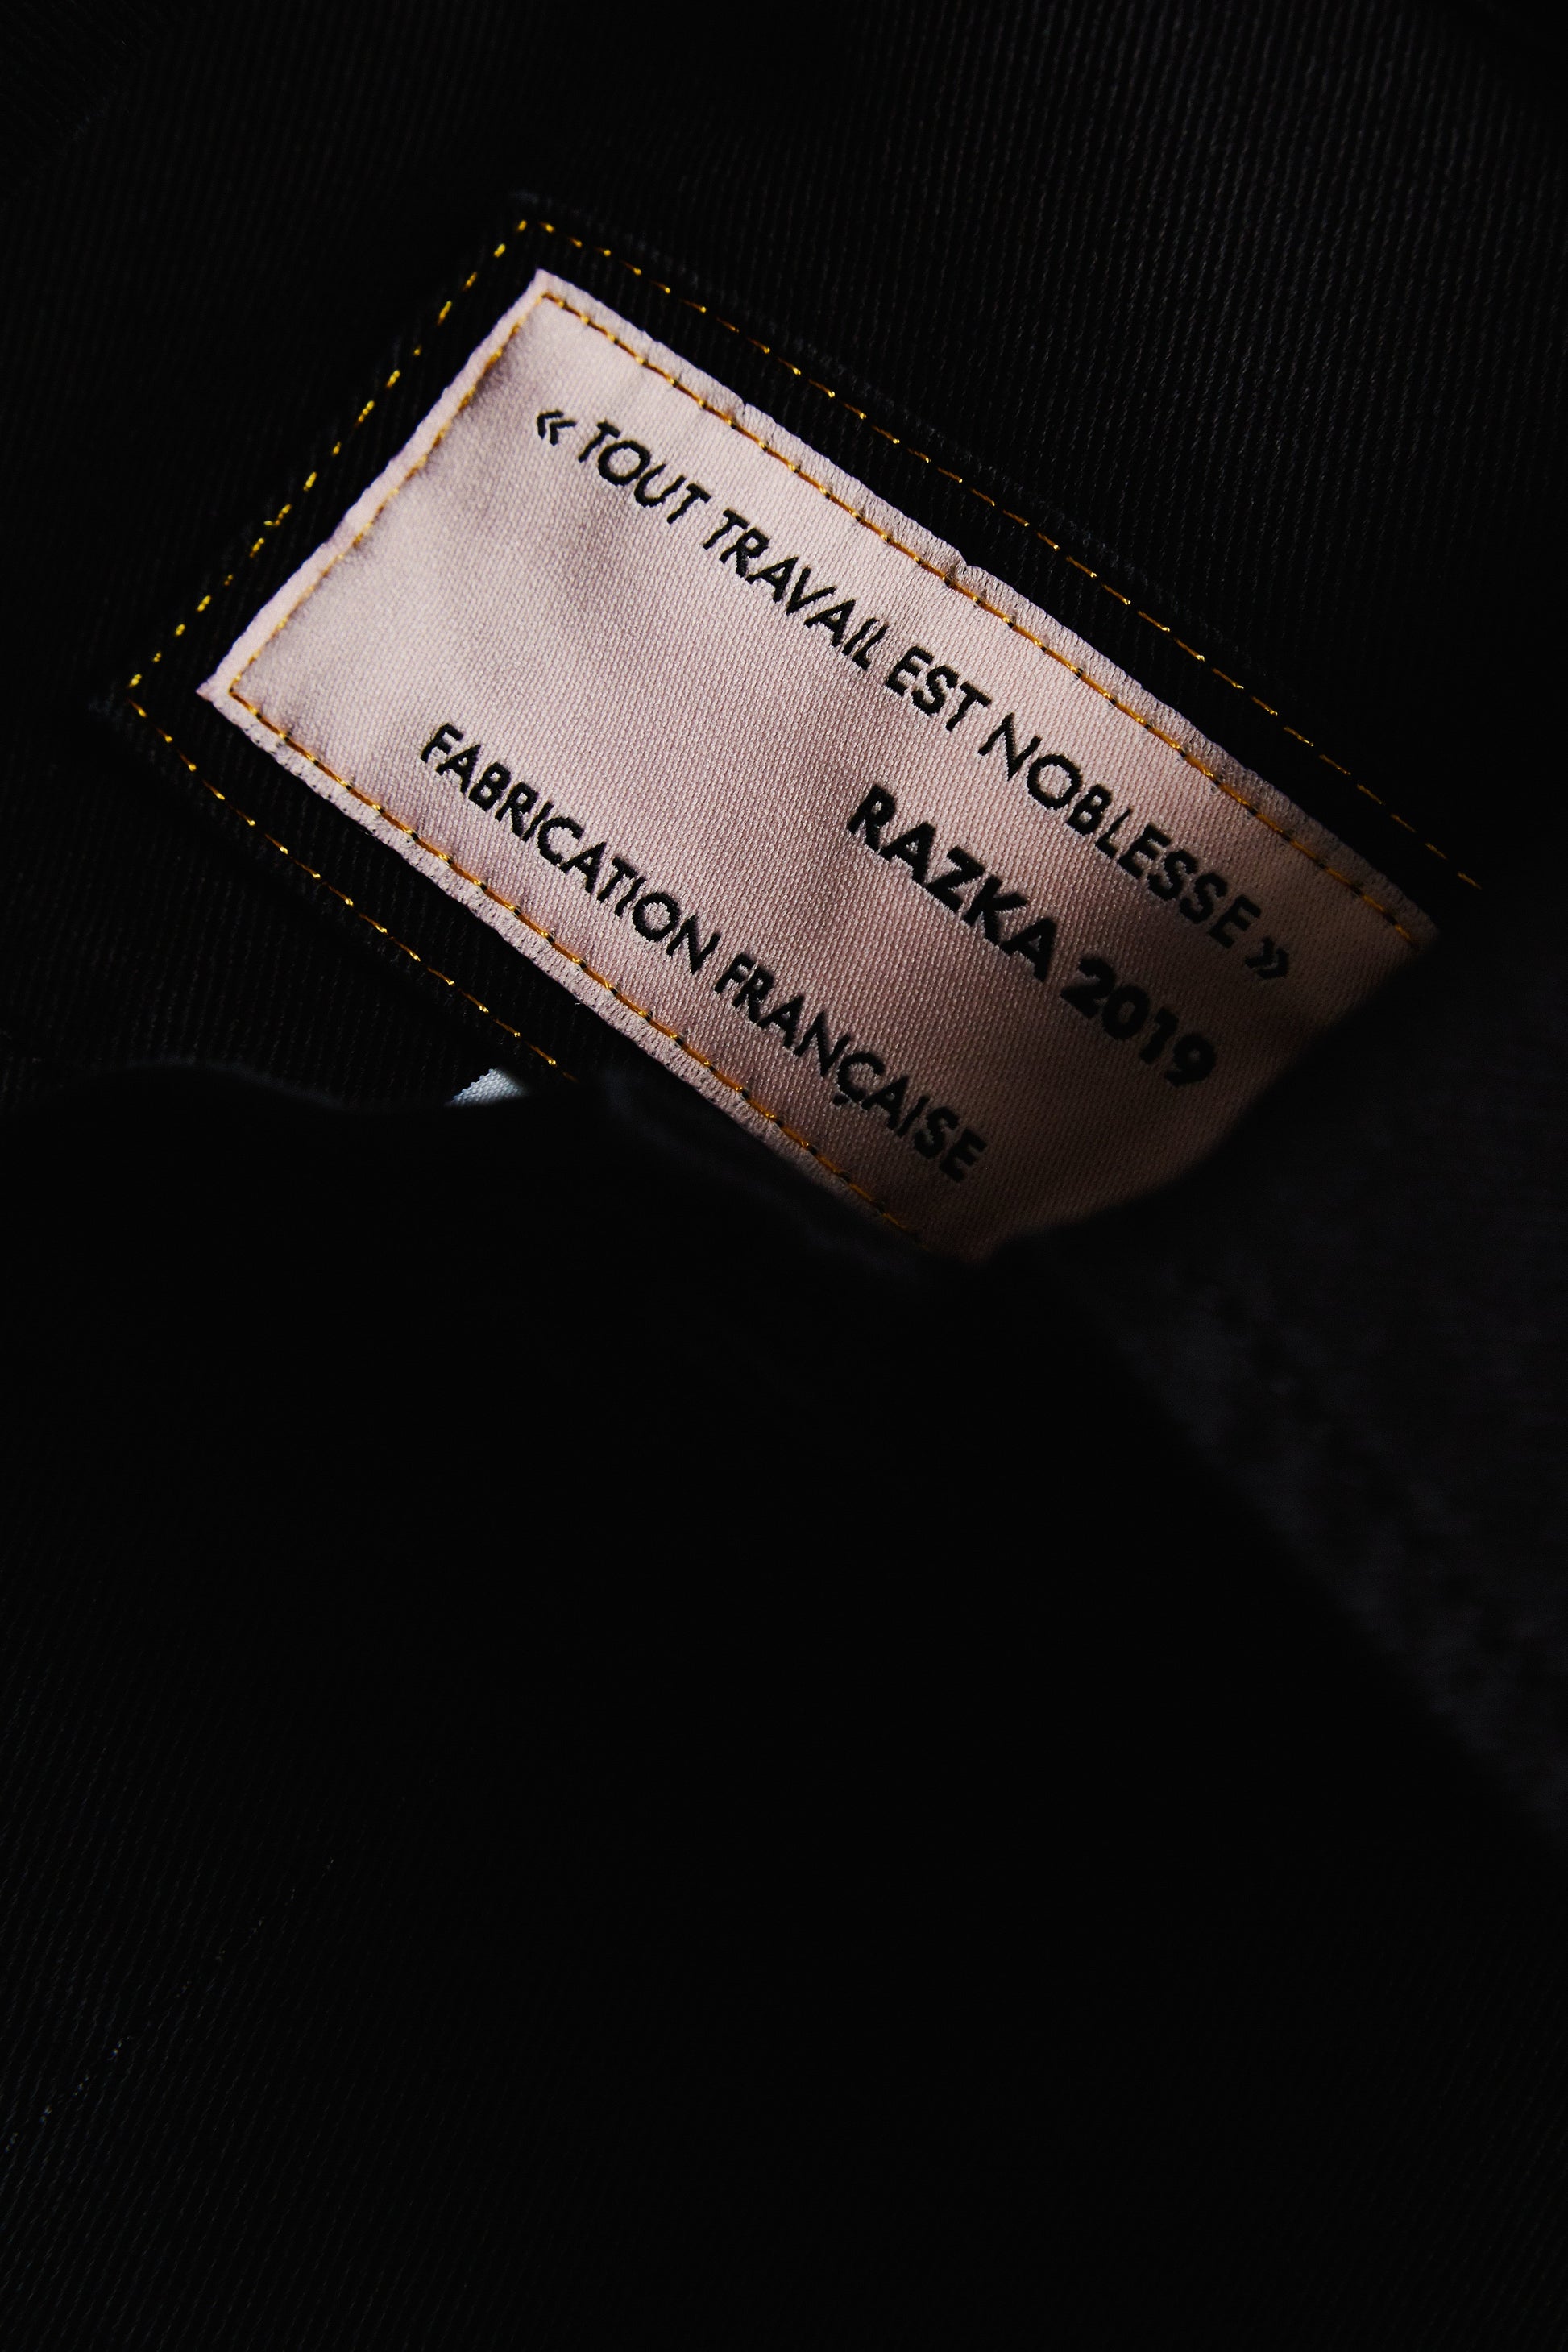 « TOUT TRAVAIL EST NOBLESSE »
RAZKA 2019
FABRICATION FRANÇAISE